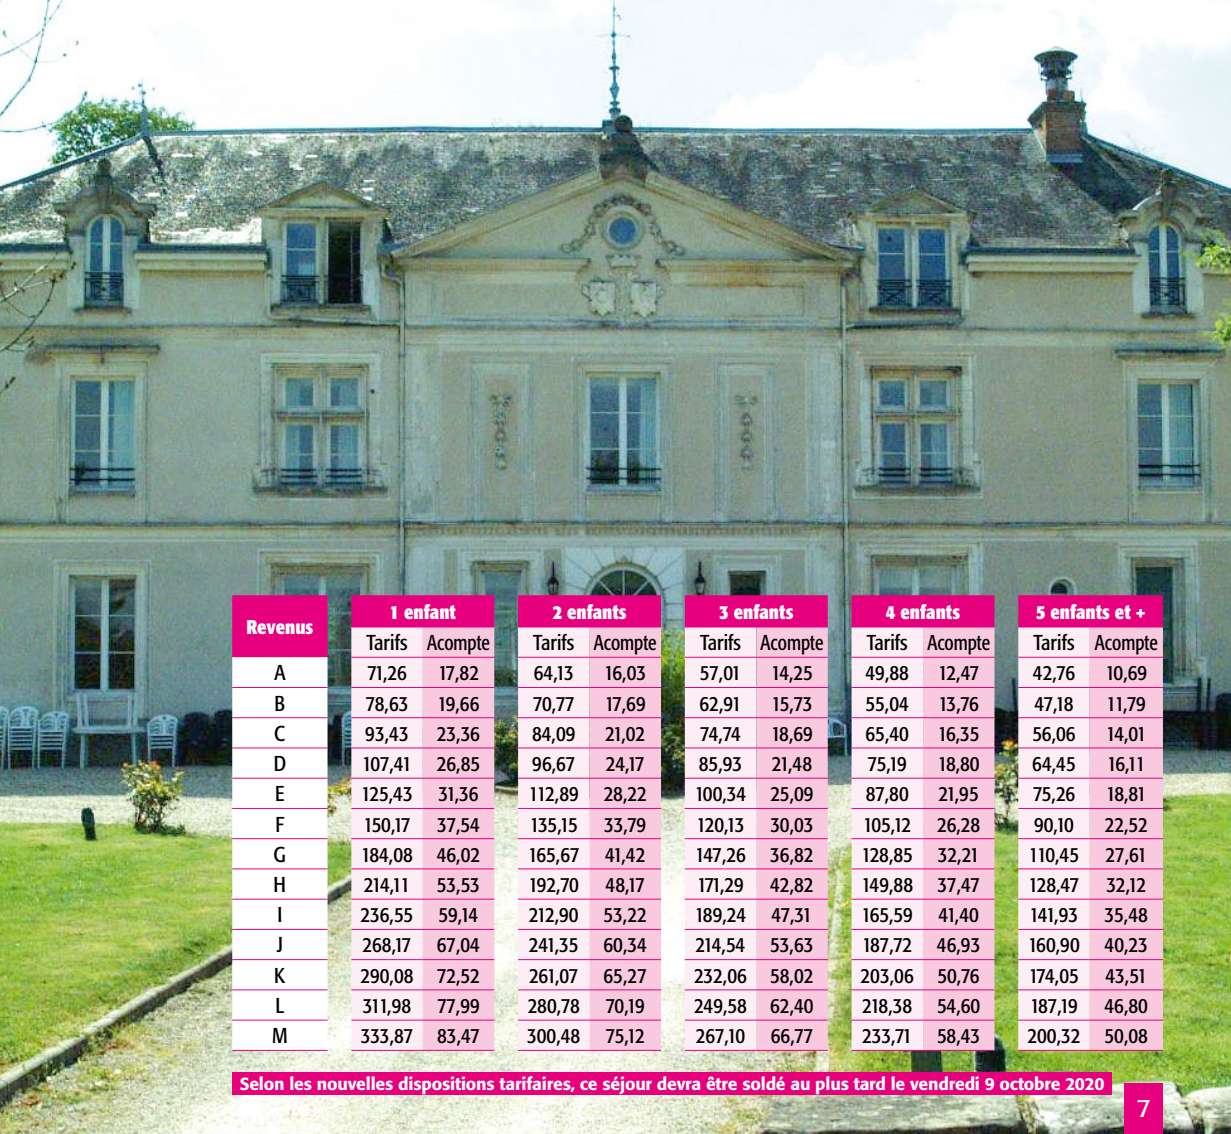 Revenus 1 enfant 2 enfants 3 enfants 4 enfants 5 enfants et +
Tarifs Acompte Tarifs Acompte Tarifs Acompte Tarifs Acompte Tarifs Acompte
A 71,26 17,82 64,13 16,03 57,01 14,25 49,88 12,47 42,76 10,69
B 78,63 19,66 70,77 17,69 62,91 15,73 55,04 13,76 47,18 11,79
C 93,43 23,36 84,09 21,02 74,74 18,69 65,40 16,35 56,06 14,01
D 107,41 26,85 96,67 24,17 85,93 21,48 75,19 18,80 64,45 16,11
E 125,43 31,36 112,89 28,22 100,34 25,09 87,80 21,95 75,26 18,81
F 150,17 37,54 135,15 33,79 120,13 30,03 105,12 26,28 90,10 22,52
G 184,08 46,02 165,67 41,42 147,26 36,82 128,85 32,21 110,45 27,61
H 214,11 53,53 192,70 48,17 171,29 42,82 149,88 37,47 128,47 32,12
I 236,55 59,14 212,90 53,22 189,24 47,31 165,59 41,40 141,93 35,48
J 268,17 67,04 241,35 60,34 214,54 53,63 187,72 46,93 160,90 40,23
K 290,08 72,52 261,07 65,27 232,06 58,02 203,06 50,76 174,05 43,51
L 311,98 77,99 280,78 70,19 249,58 62,40 218,38 54,60 187,19 46,80
M 333,87 83,47 300,48 75,12 267,10 66,77 233,71 58,43 200,32 50,08
Selon les nouvelles dispositions tarifaires, ce séjour devra être soldé au plus tard le vendredi 9 octobre 2020
7